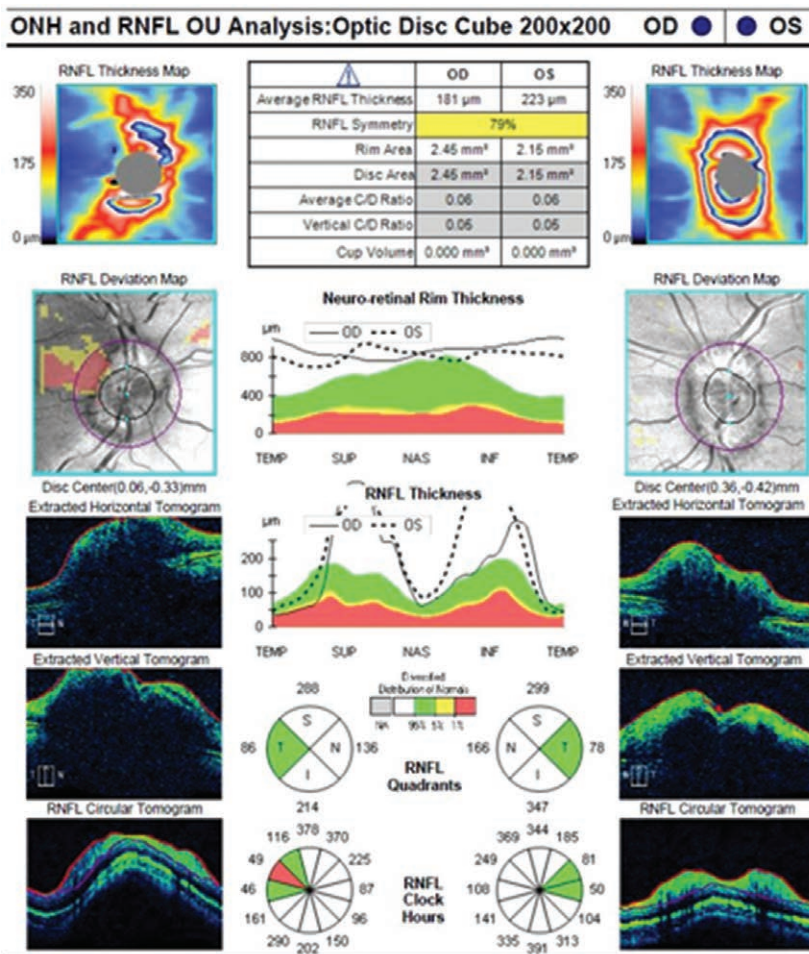 ONH and RNFL OU Analysis:Optic Disc Cube 200x200 OD OS
RNFL Thickness Map
350
175
0 μm
OD OS
Average RNFL Thickness 181 μm 223 μm
RNFL Symmetry 79%
Rim Area 2.45 mm² 2.15 mm²
Disc Area 2.45 mm² 2.15 mm²
Average C/D Ratio 0.06 0.06
Vertical C/D Ratio 0.05 0.05
Cup Volume 0.000 mm³ 0.000 mm³
RNFL Thickness Map
350
175
0 μm
RNFL Deviation Map
Disc Center(0.06,-0.33)mm
Neuro-retinal Rim Thickness
μm
OD OS
800
400
0
TEMP SUP NAS INF TEMP
RNFL Deviation Map
Disc Center(0.36,-0.42)mm
Extracted Horizontal Tomogram
RNFL Thickness
μm
OD OS
200
100
0
TEMP SUP NAS INF TEMP
Extracted Horizontal Tomogram
Extracted Vertical Tomogram
Distribution of Normals
NA 95% 5% 1%
288
S
86 T N 136
I
214
RNFL
Quadrants
299
S
166 N T 78
I
347
Extracted Vertical Tomogram
RNFL Circular Tomogram
378
116 370
49 225
46 87
161 96
290 150
202
RNFL
Clock
Hours
344
369 185
249 81
108 50
141 104
335 313
391
RNFL Circular Tomogram